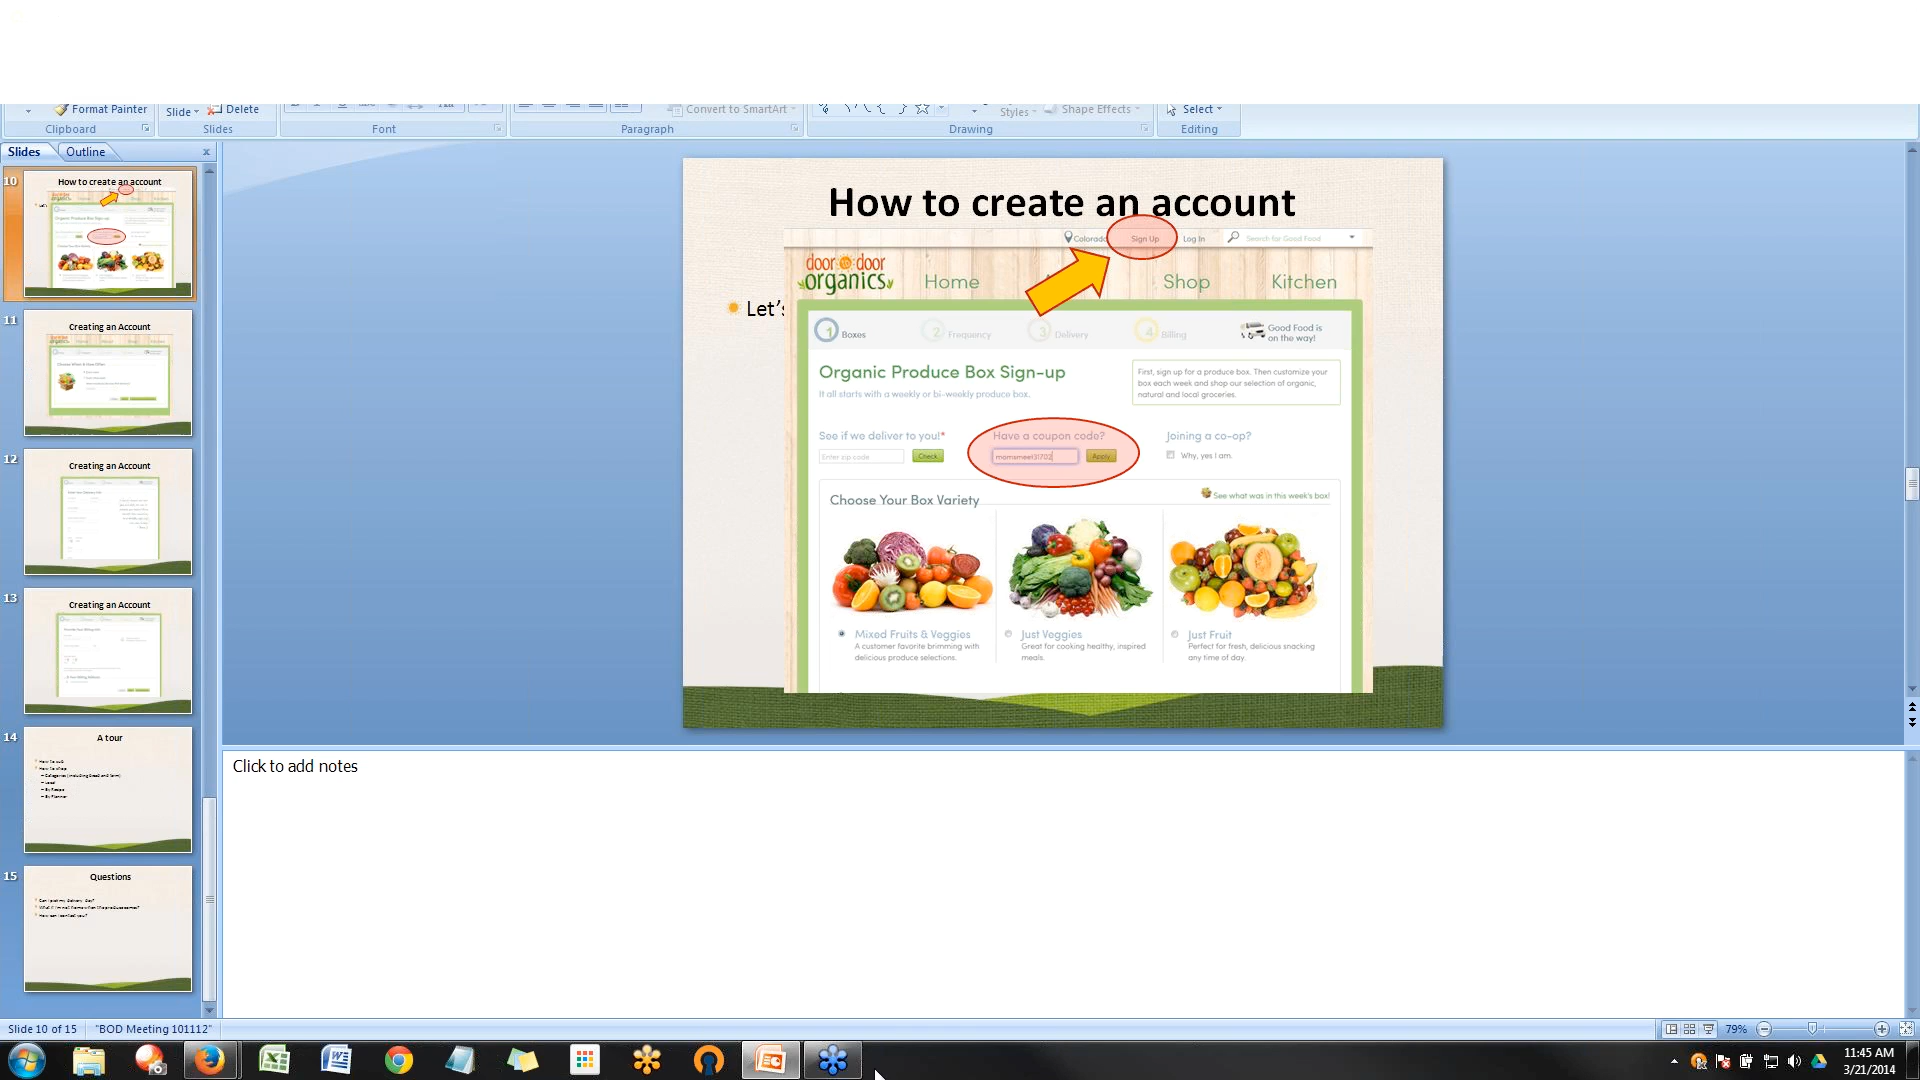 Format Painter
Slide
Delete
Convert to SmartArt
Styles
Shape Effects
Select
Clipboard
Slides
Font
Paragraph
Drawing
Editing
Slides
Outline
10
How to create an account
11
Creating an Account
12
Creating an Account
13
Creating an Account
14
A tour
15
Questions
How to create an account
Let's
Colorado
Sign Up
Log In
Search for Good Food
door to door
organics
Home
Shop
Kitchen
1 Boxes
2 Frequency
3 Delivery
4 Billing
Good Food is
on the way!
Organic Produce Box Sign-up
It all starts with a weekly or bi-weekly produce box.
First, sign up for a produce box. Then customize your
box each week and shop our selection of organic,
natural and local groceries.
See if we deliver to you!*
Have a coupon code?
Joining a co-op?
Enter zip code
Check
momsmeet31702
Apply
Why, yes I am
Choose Your Box Variety
See what was in this week's box!
Mixed Fruits & Veggies
A customer favorite brimming with
delicious produce selections.
Just Veggies
Great for cooking healthy, inspired
meals.
Just Fruit
Perfect for fresh, delicious snacking
any time of day.
Click to add notes
Slide 10 of 15
"BOD Meeting 101112"
79%
11:45 AM
3/21/2014